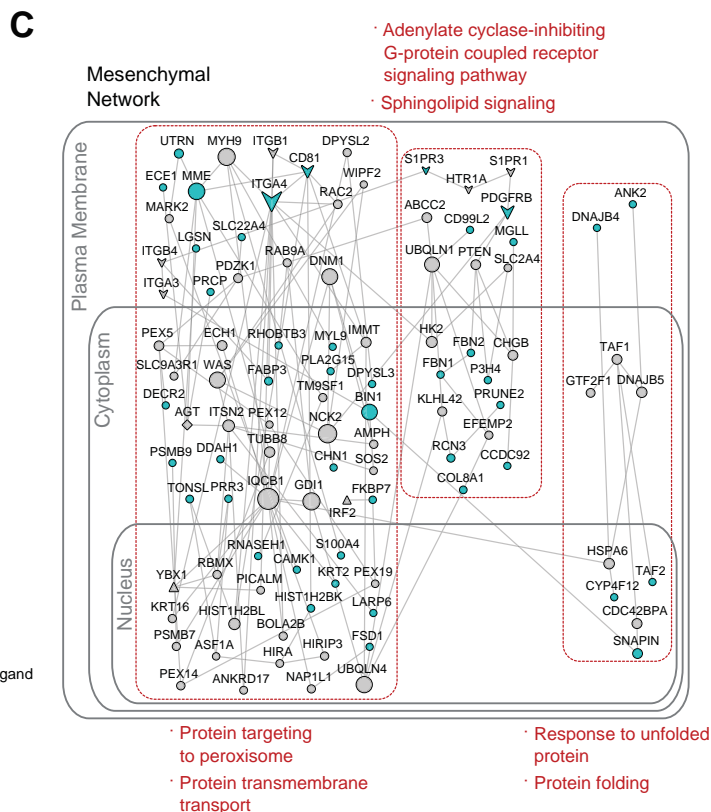 C
· Adenylate cyclase-inhibiting
G-protein coupled receptor
signaling pathway
· Sphingolipid signaling
Mesenchymal
Network
Plasma Membrane
UTRN MYH9 ITGB1 DPYSL2
CD81
ECE1 MME WIPF2
ITGA4
RAC2
MARK2
SLC22A4
LGSN
ITGB4 RAB9A
PDZK1 DNM1
ITGA3 PRCP
S1PR3 S1PR1
HTR1A
PDGFRB
ABCC2
CD99L2
MGLL
UBQLN1 PTEN
SLC2A4
ANK2
DNAJB4
Cytoplasm
PEX5 ECH1 RHOBTB3 IMMT
MYL9
SLC9A3R1 PLA2G15
WAS FABP3 DPYSL3
DECR2 TM9SF1
BIN1
AGT ITSN2 PEX12
NCK2
TUBB8 AMPH
PSMB9 DDAH1 SOS2
CHN1
IQCB1
TONSL PRR3 GDI1 FKBP7
IRF2
HK2 FBN2 CHGB
FBN1 P3H4
KLHL42 PRUNE2
EFEMP2
RCN3 CCDC92
COL8A1
TAF1
GTF2F1 DNAJB5
Nucleus
RNASEH1 S100A4
RBMX CAMK1
YBX1 KRT2 PEX19
PICALM
KRT16 HIST1H2BK
HIST1H2BL LARP6
BOLA2B
PSMB7 FSD1
ASF1A HIRA HIRIP3
UBQLN4
PEX14 NAP1L1
ANKRD17
HSPA6
TAF2
CYP4F12
CDC42BPA
SNAPIN
gand
· Protein targeting
to peroxisome
· Protein transmembrane
transport
· Response to unfolded
protein
· Protein folding